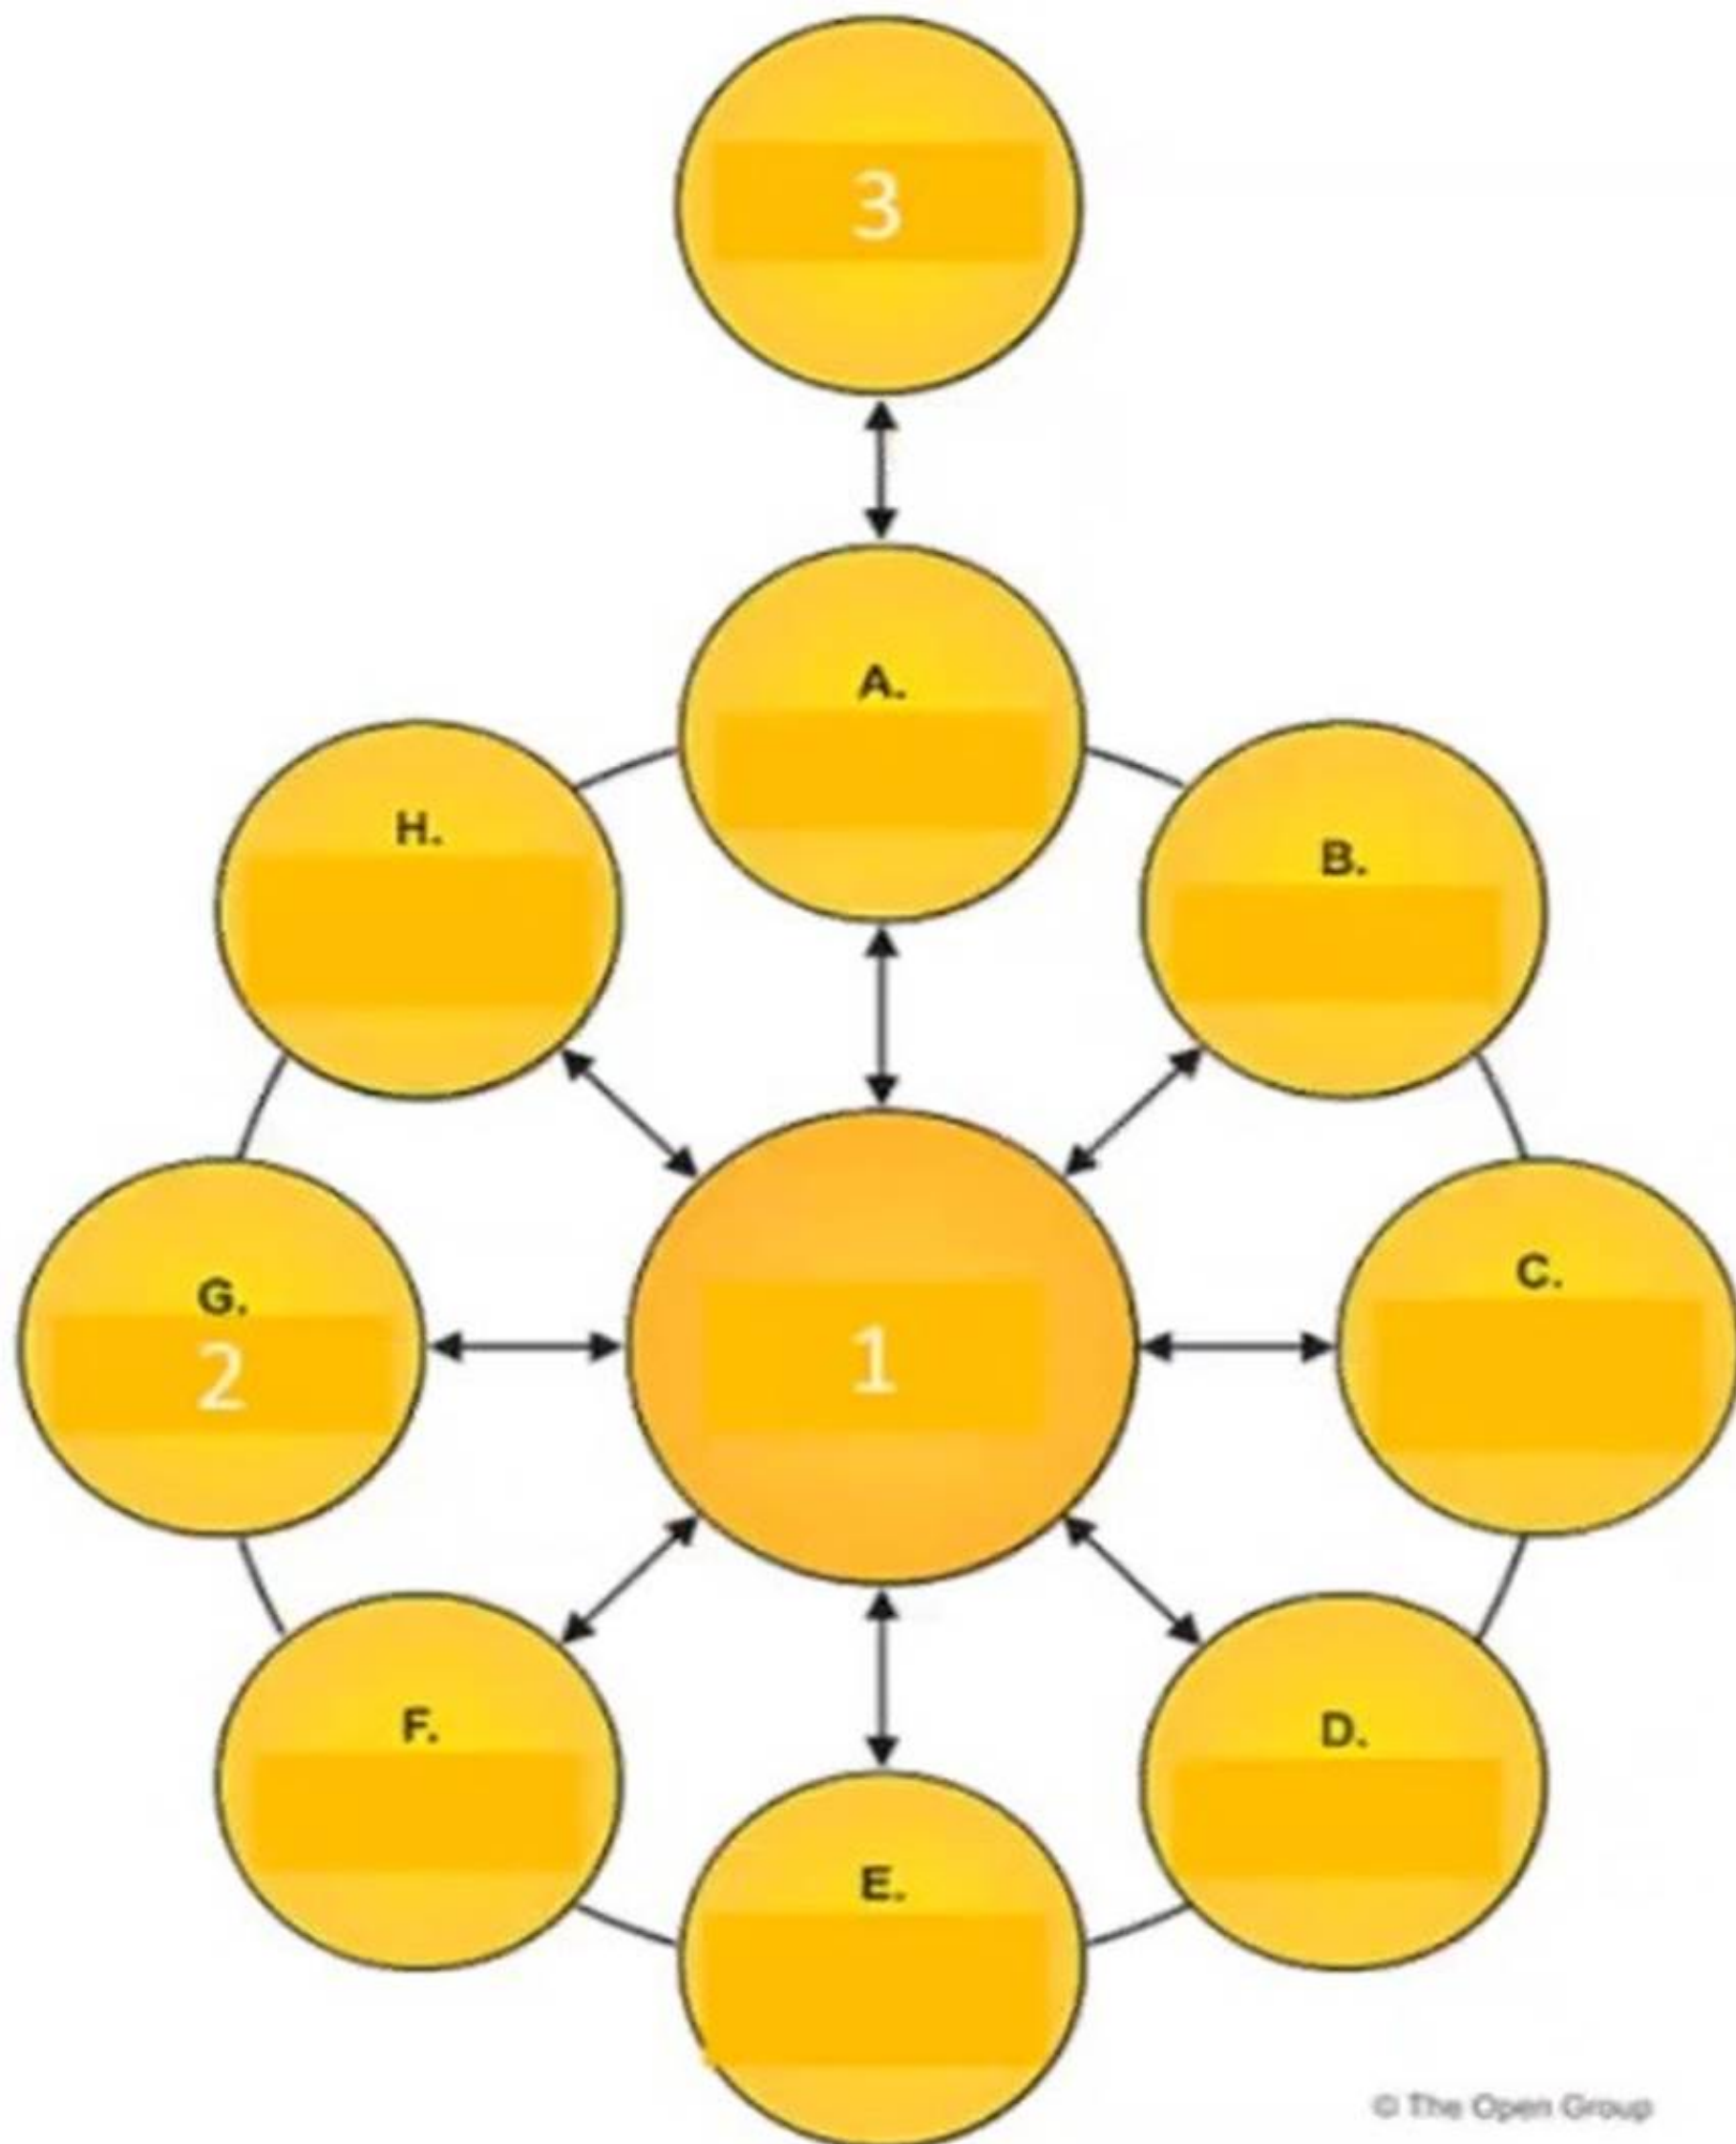 3
A.
H.
B.
G.
2
1
C.
F.
D.
E.
© The Open Group